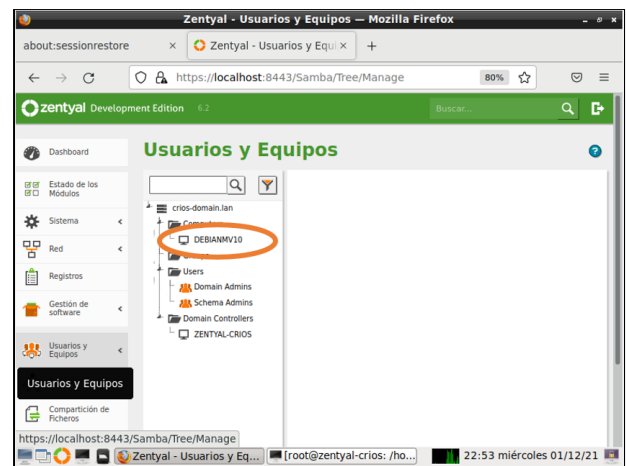 Zentyal - Usuarios y Equipos — Mozilla Firefox
about:sessionrestore
Zentyal - Usuarios y Equi
https://localhost:8443/Samba/Tree/Manage
80%
zentyal Development Edition 6.2
Buscar...
Dashboard
Usuarios y Equipos
Estado de los
Módulos
Sistema
Red
Registros
Gestión de
software
Usuarios y
Equipos
Usuarios y Equipos
Compartición de
Ficheros
crios-domain.lan
DEBIANMV10
Users
Domain Admins
Schema Admins
Domain Controllers
ZENTYAL-CRIOS
https://localhost:8443/Samba/Tree/Manage
Zentyal - Usuarios y Eq...
[root@zentyal-crios: /ho...
22:53 miércoles 01/12/21